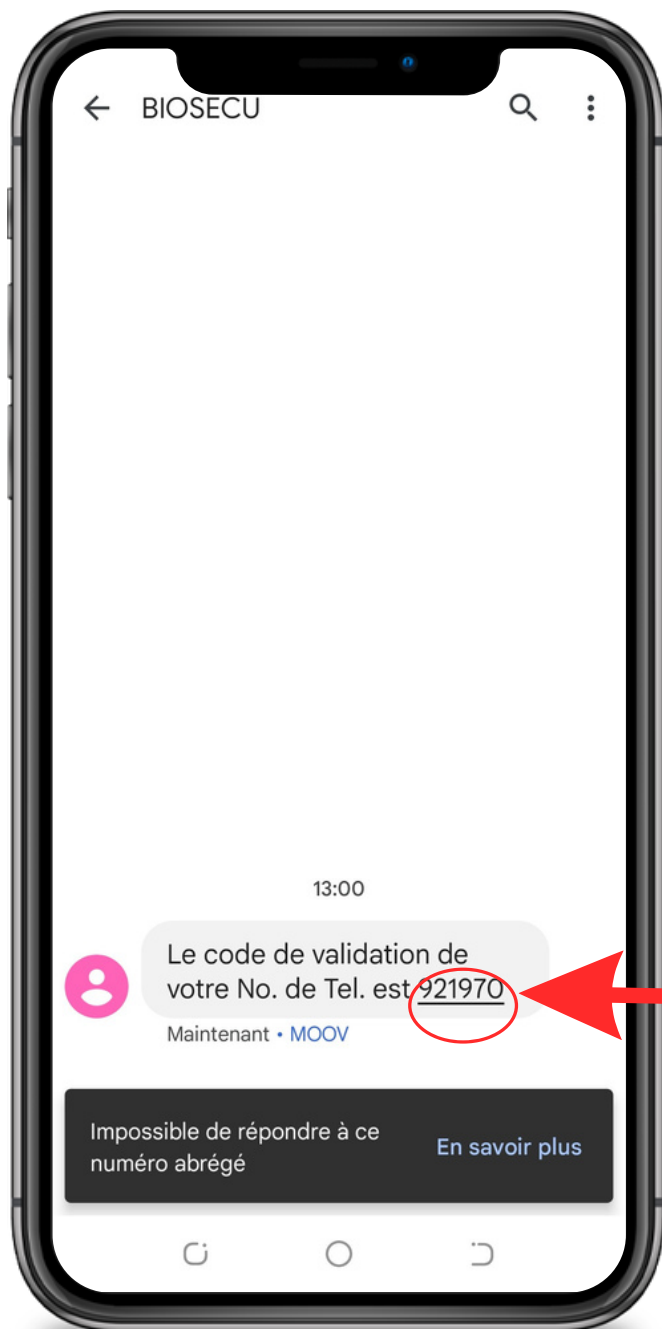 BIOSECU
13:00
Le code de validation de
votre No. de Tel. est 921970
Maintenant • MOOV
Impossible de répondre à ce
numéro abrégé
En savoir plus